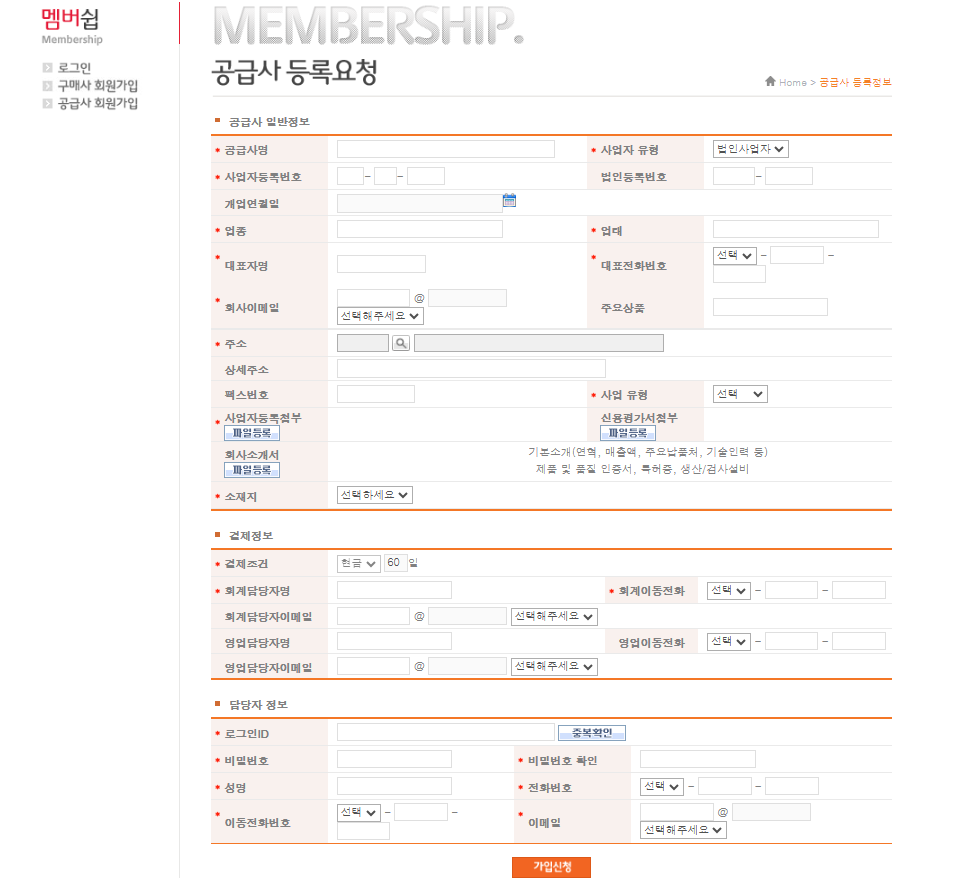 멤버쉽
Membership
로그인
구매사 회원가입
공급사 회원가입
MEMBERSHIP.
공급사 등록요청
Home > 공급사 등록정보
공급사 일반정보
* 공급사명 * 사업자 유형 법인사업자
* 사업자등록번호 – – 법인등록번호 –
개업연월일
* 업종 * 업태
* 대표자명 * 대표전화번호 선택 – –
* 회사이메일 @ 선택해주세요 주요상품
* 주소
상세주소
팩스번호 * 사업 유형 선택
* 사업자등록첨부 파일등록 신용평가서첨부 파일등록
회사소개서 파일등록 기본소개(연혁, 매출액, 주요납품처, 기술인력 등)
제품 및 품질 인증서, 특허증, 생산/검사설비
* 소재지 선택하세요
결제정보
* 결제조건 현금 60 일
* 회계담당자명 * 회계이동전화 선택 – –
회계담당자이메일 @ 선택해주세요
영업담당자명 영업이동전화 선택 – –
영업담당자이메일 @ 선택해주세요
담당자 정보
* 로그인ID 중복확인
* 비밀번호 * 비밀번호 확인
* 성명 * 전화번호 선택 – –
* 이동전화번호 선택 – – * 이메일 @ 선택해주세요
가입신청